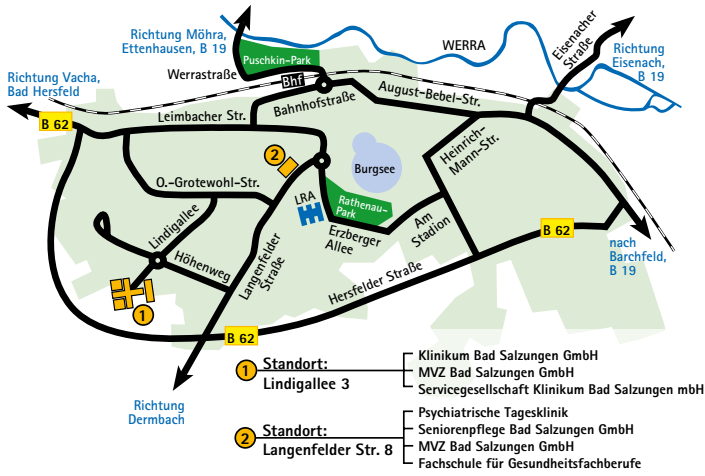 Richtung Möhra,
Ettenhausen, B 19
WERRA
Eisenacher
Straße
Richtung
Eisenach,
B 19
Puschkin-Park
Werrastraße
Bhf
Richtung Vacha,
Bad Hersfeld
B 62
Leimbacher Str.
Bahnhofstraße
August-Bebel-Str.
2
Burgsee
Heinrich-
Mann-Str.
O.-Grotewohl-Str.
LRA
Rathenau-
Park
Lindigallee
Höhenweg
Langenfelder
Straße
Erzberger
Allee
Am
Stadion
B 62
nach
Barchfeld,
B 19
Hersfelder Straße
1
B 62
Richtung
Dermbach
1
Standort:
Lindigallee 3
Klinikum Bad Salzungen GmbH
MVZ Bad Salzungen GmbH
Servicegesellschaft Klinikum Bad Salzungen mbH
2
Standort:
Langenfelder Str. 8
Psychiatrische Tagesklinik
Seniorenpflege Bad Salzungen GmbH
MVZ Bad Salzungen GmbH
Fachschule für Gesundheitsfachberufe